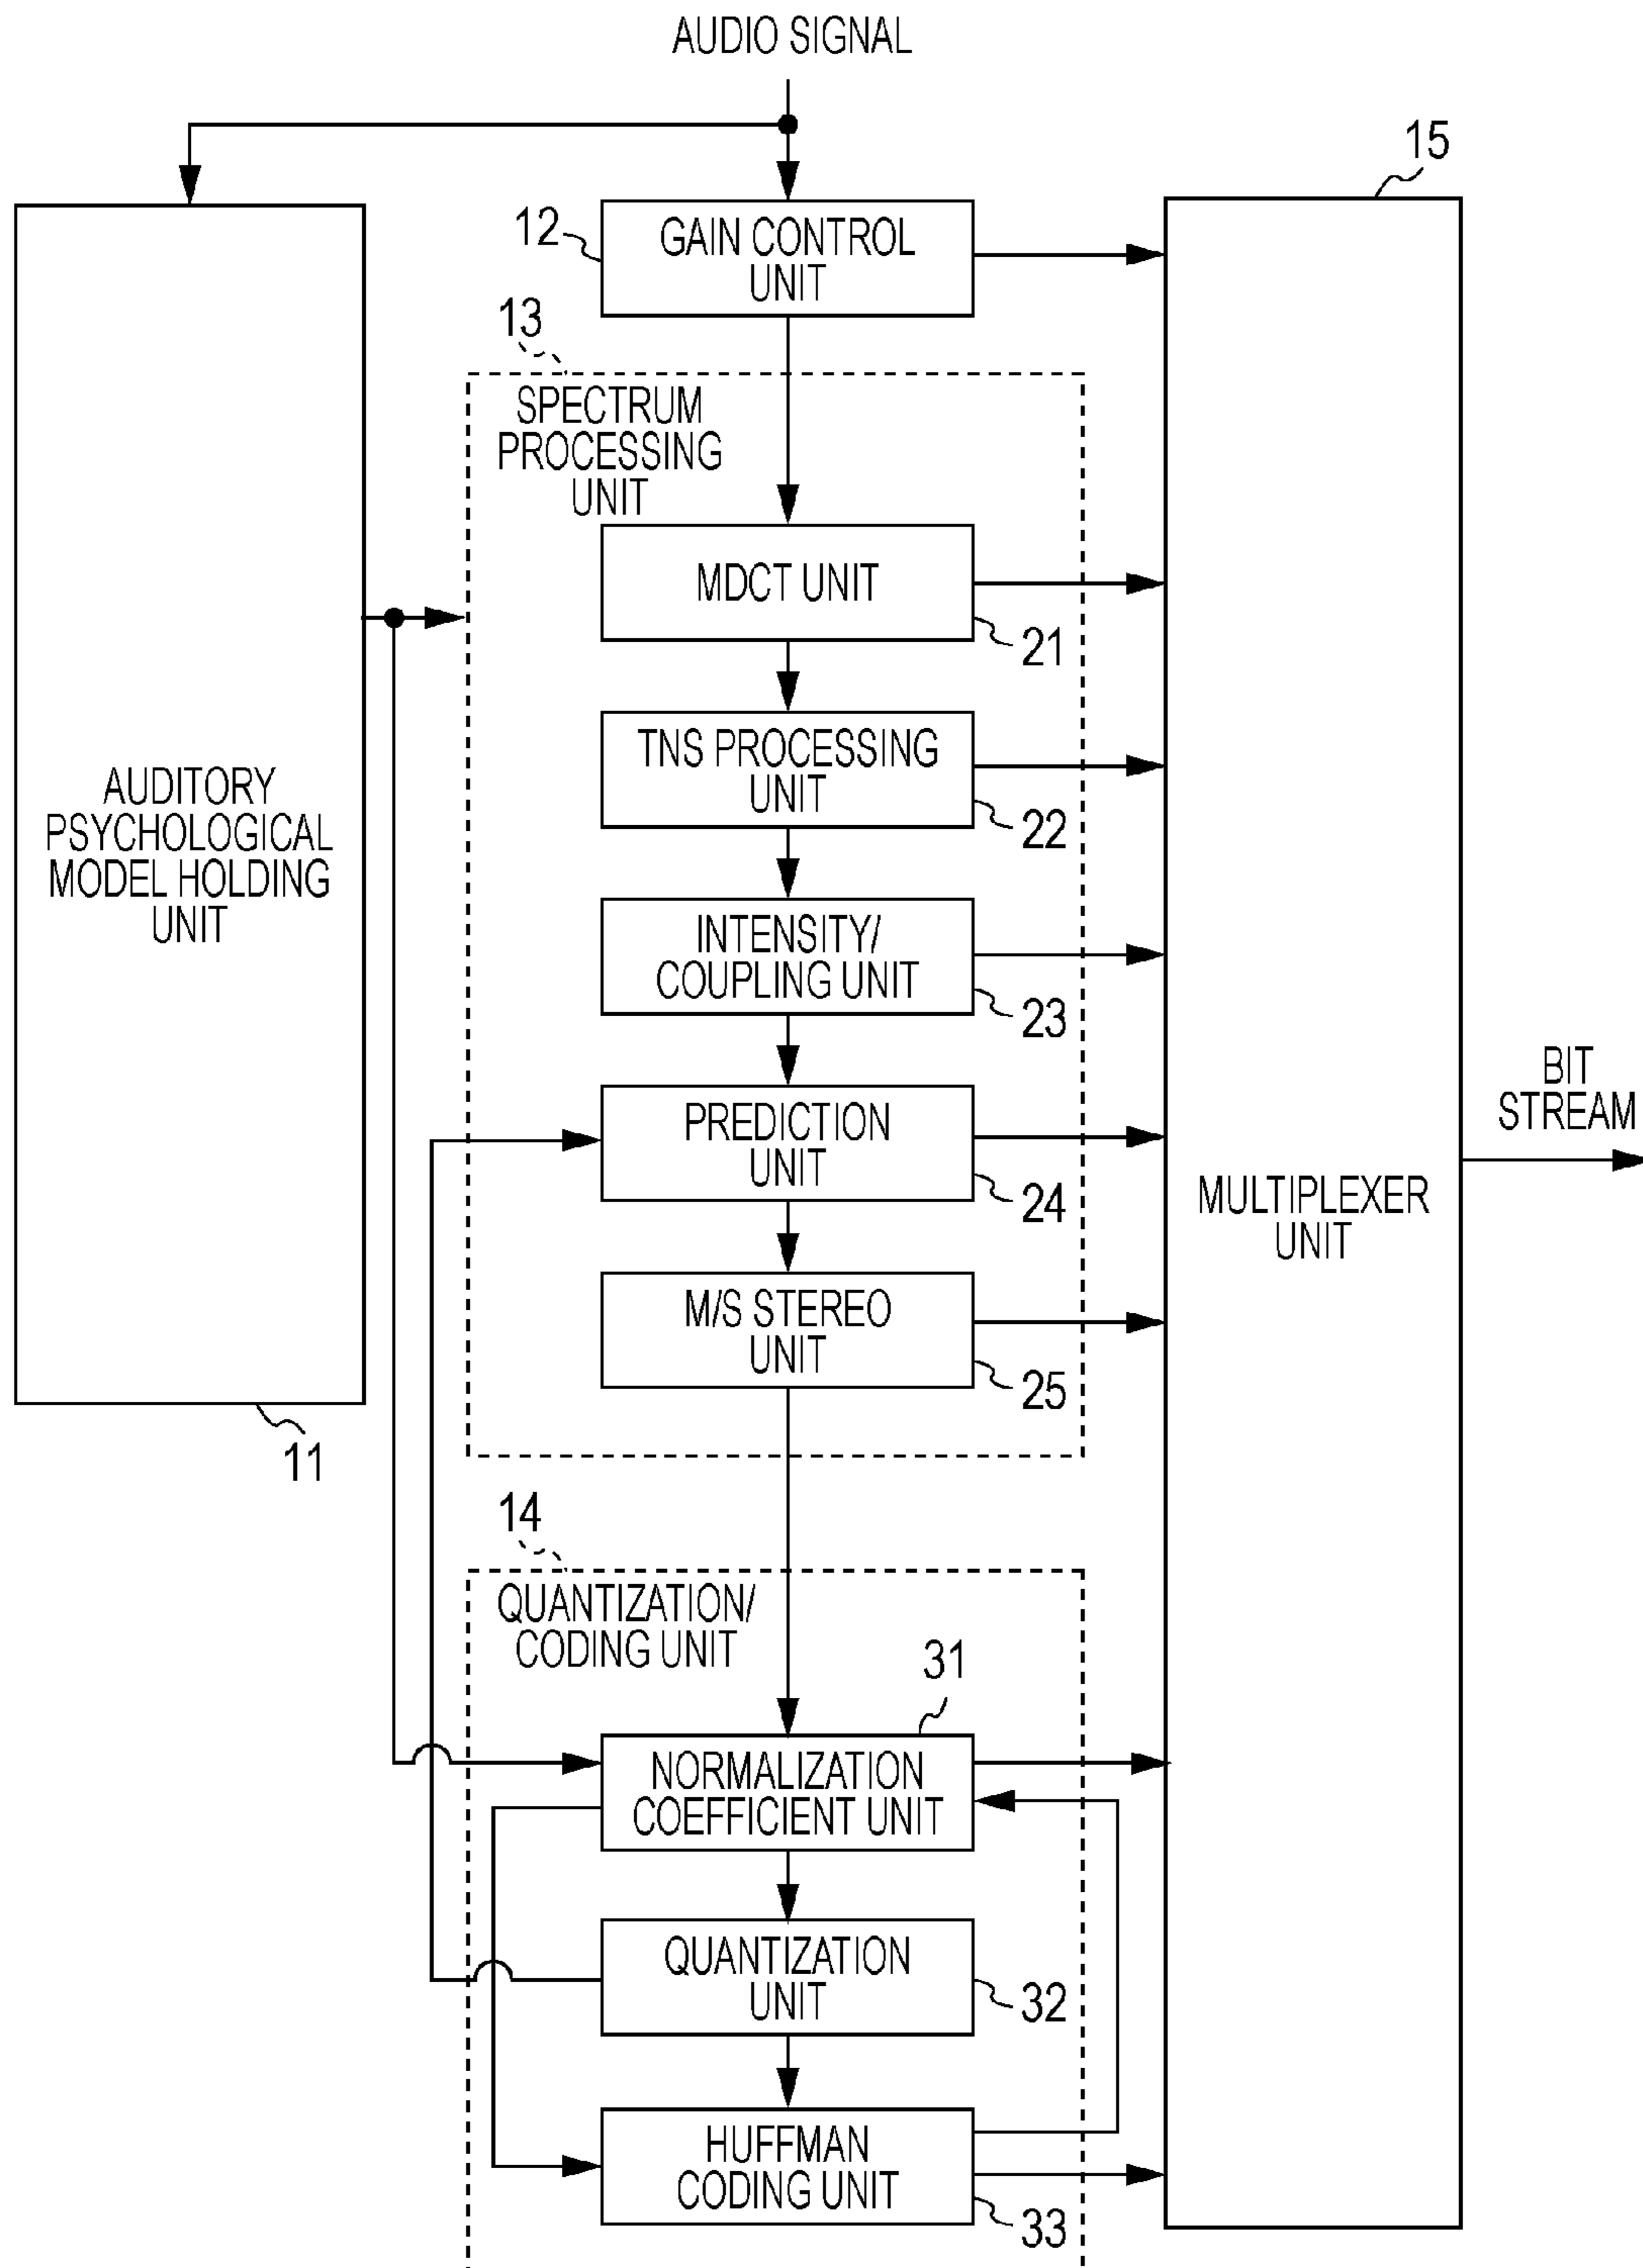 AUDIO SIGNAL
15
12
GAIN CONTROL
UNIT
13
SPECTRUM
PROCESSING
UNIT
MDCT UNIT
21
TNS PROCESSING
UNIT
22
AUDITORY
PSYCHOLOGICAL
MODEL HOLDING
UNIT
11
INTENSITY/
COUPLING UNIT
23
PREDICTION
UNIT
24
M/S STEREO
UNIT
25
MULTIPLEXER
UNIT
BIT
STREAM
14
QUANTIZATION/
CODING UNIT
31
NORMALIZATION
COEFFICIENT UNIT
QUANTIZATION
UNIT
32
HUFFMAN
CODING UNIT
33